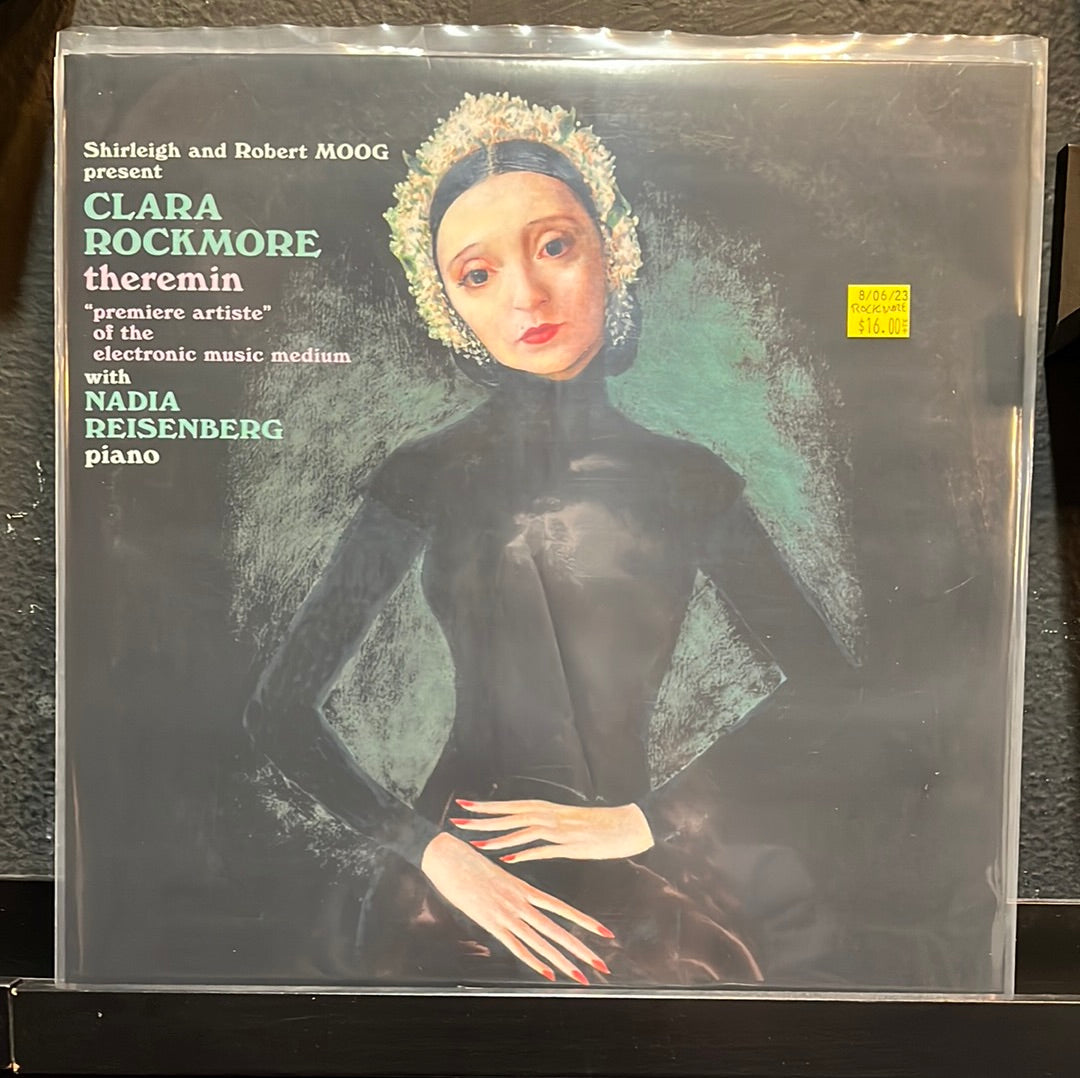 Shirleigh and Robert MOOG
present
CLARA
ROCKMORE
theremin
“premiere artiste”
of the
electronic music medium
with
NADIA
REISENBERG
piano
8/06/23
ROCKMORE
$16.00